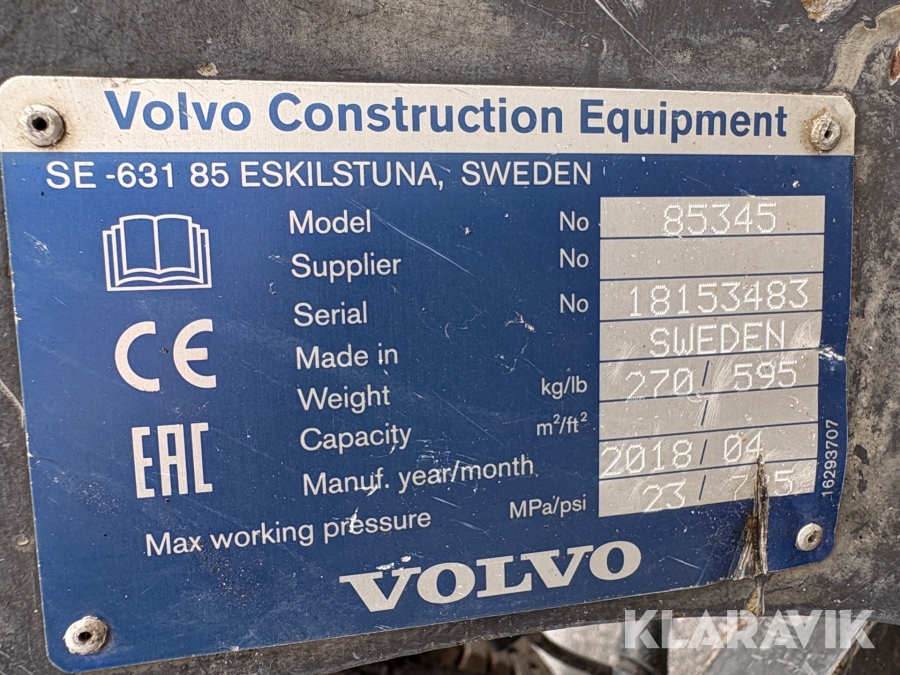 Volvo Construction Equipment
SE -631 85 ESKILSTUNA, SWEDEN
Model No 85345
Supplier No
Serial No 18153483
Made in SWEDEN
Weight kg/lb 270/ 595
Capacity m²/ft² /
Manuf. year/month 2018/04
Max working pressure MPa/psi 23/
CE
EAC
16293707
VOLVO
KLARAVIK